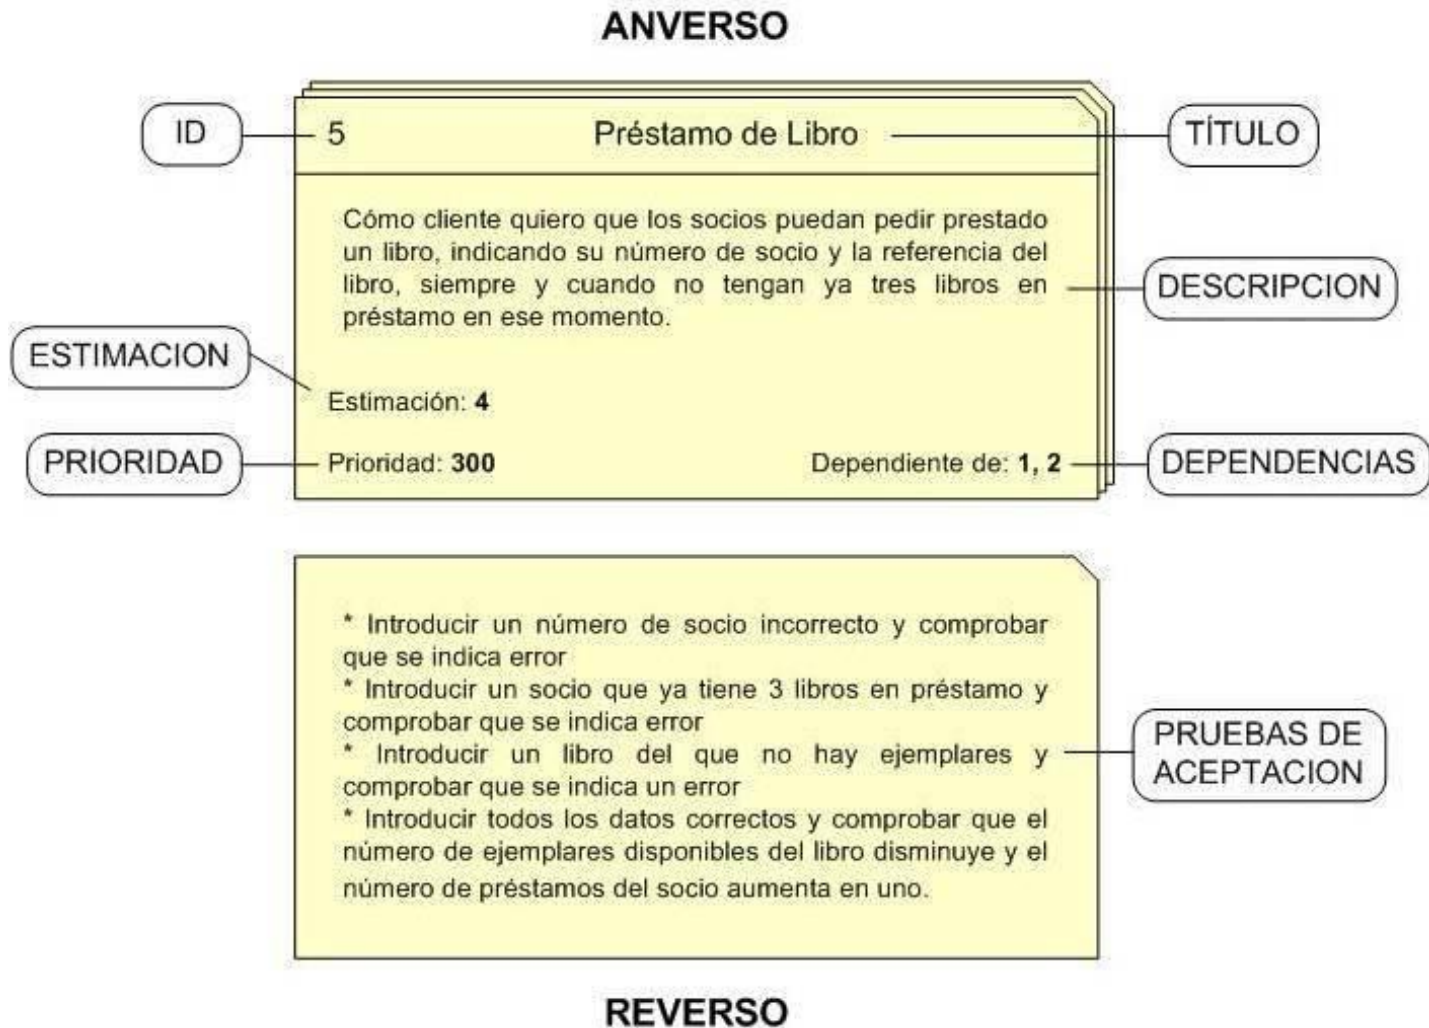 ANVERSO
ID
5
Préstamo de Libro
TÍTULO
Cómo cliente quiero que los socios puedan pedir prestado
un libro, indicando su número de socio y la referencia del
libro, siempre y cuando no tengan ya tres libros en
préstamo en ese momento.
DESCRIPCION
ESTIMACION
Estimación: 4
PRIORIDAD
Prioridad: 300
Dependiente de: 1, 2
DEPENDENCIAS
* Introducir un número de socio incorrecto y comprobar
que se indica error
* Introducir un socio que ya tiene 3 libros en préstamo y
comprobar que se indica error
* Introducir un libro del que no hay ejemplares y
comprobar que se indica un error
* Introducir todos los datos correctos y comprobar que el
número de ejemplares disponibles del libro disminuye y el
número de préstamos del socio aumenta en uno.
PRUEBAS DE
ACEPTACION
REVERSO